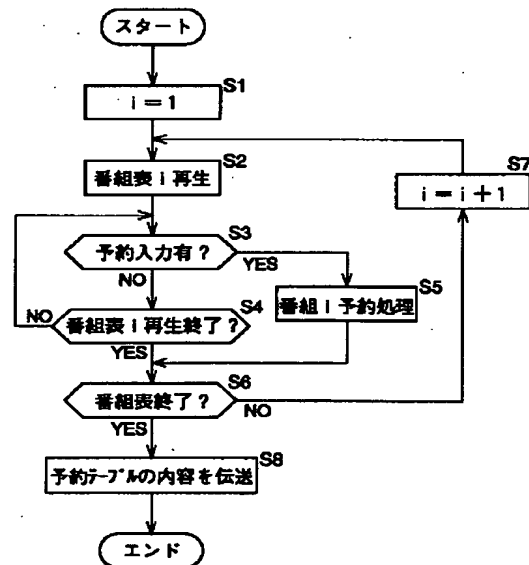 スタート
S1
i = 1
S7
i = i + 1
S2
番組表 i 再生
S3
予約入力有?
YES
NO
S5
番組 i 予約処理
S4
番組表 i 再生終了?
NO
YES
S6
番組表終了?
NO
YES
S8
予約テーブルの内容を伝送
エンド